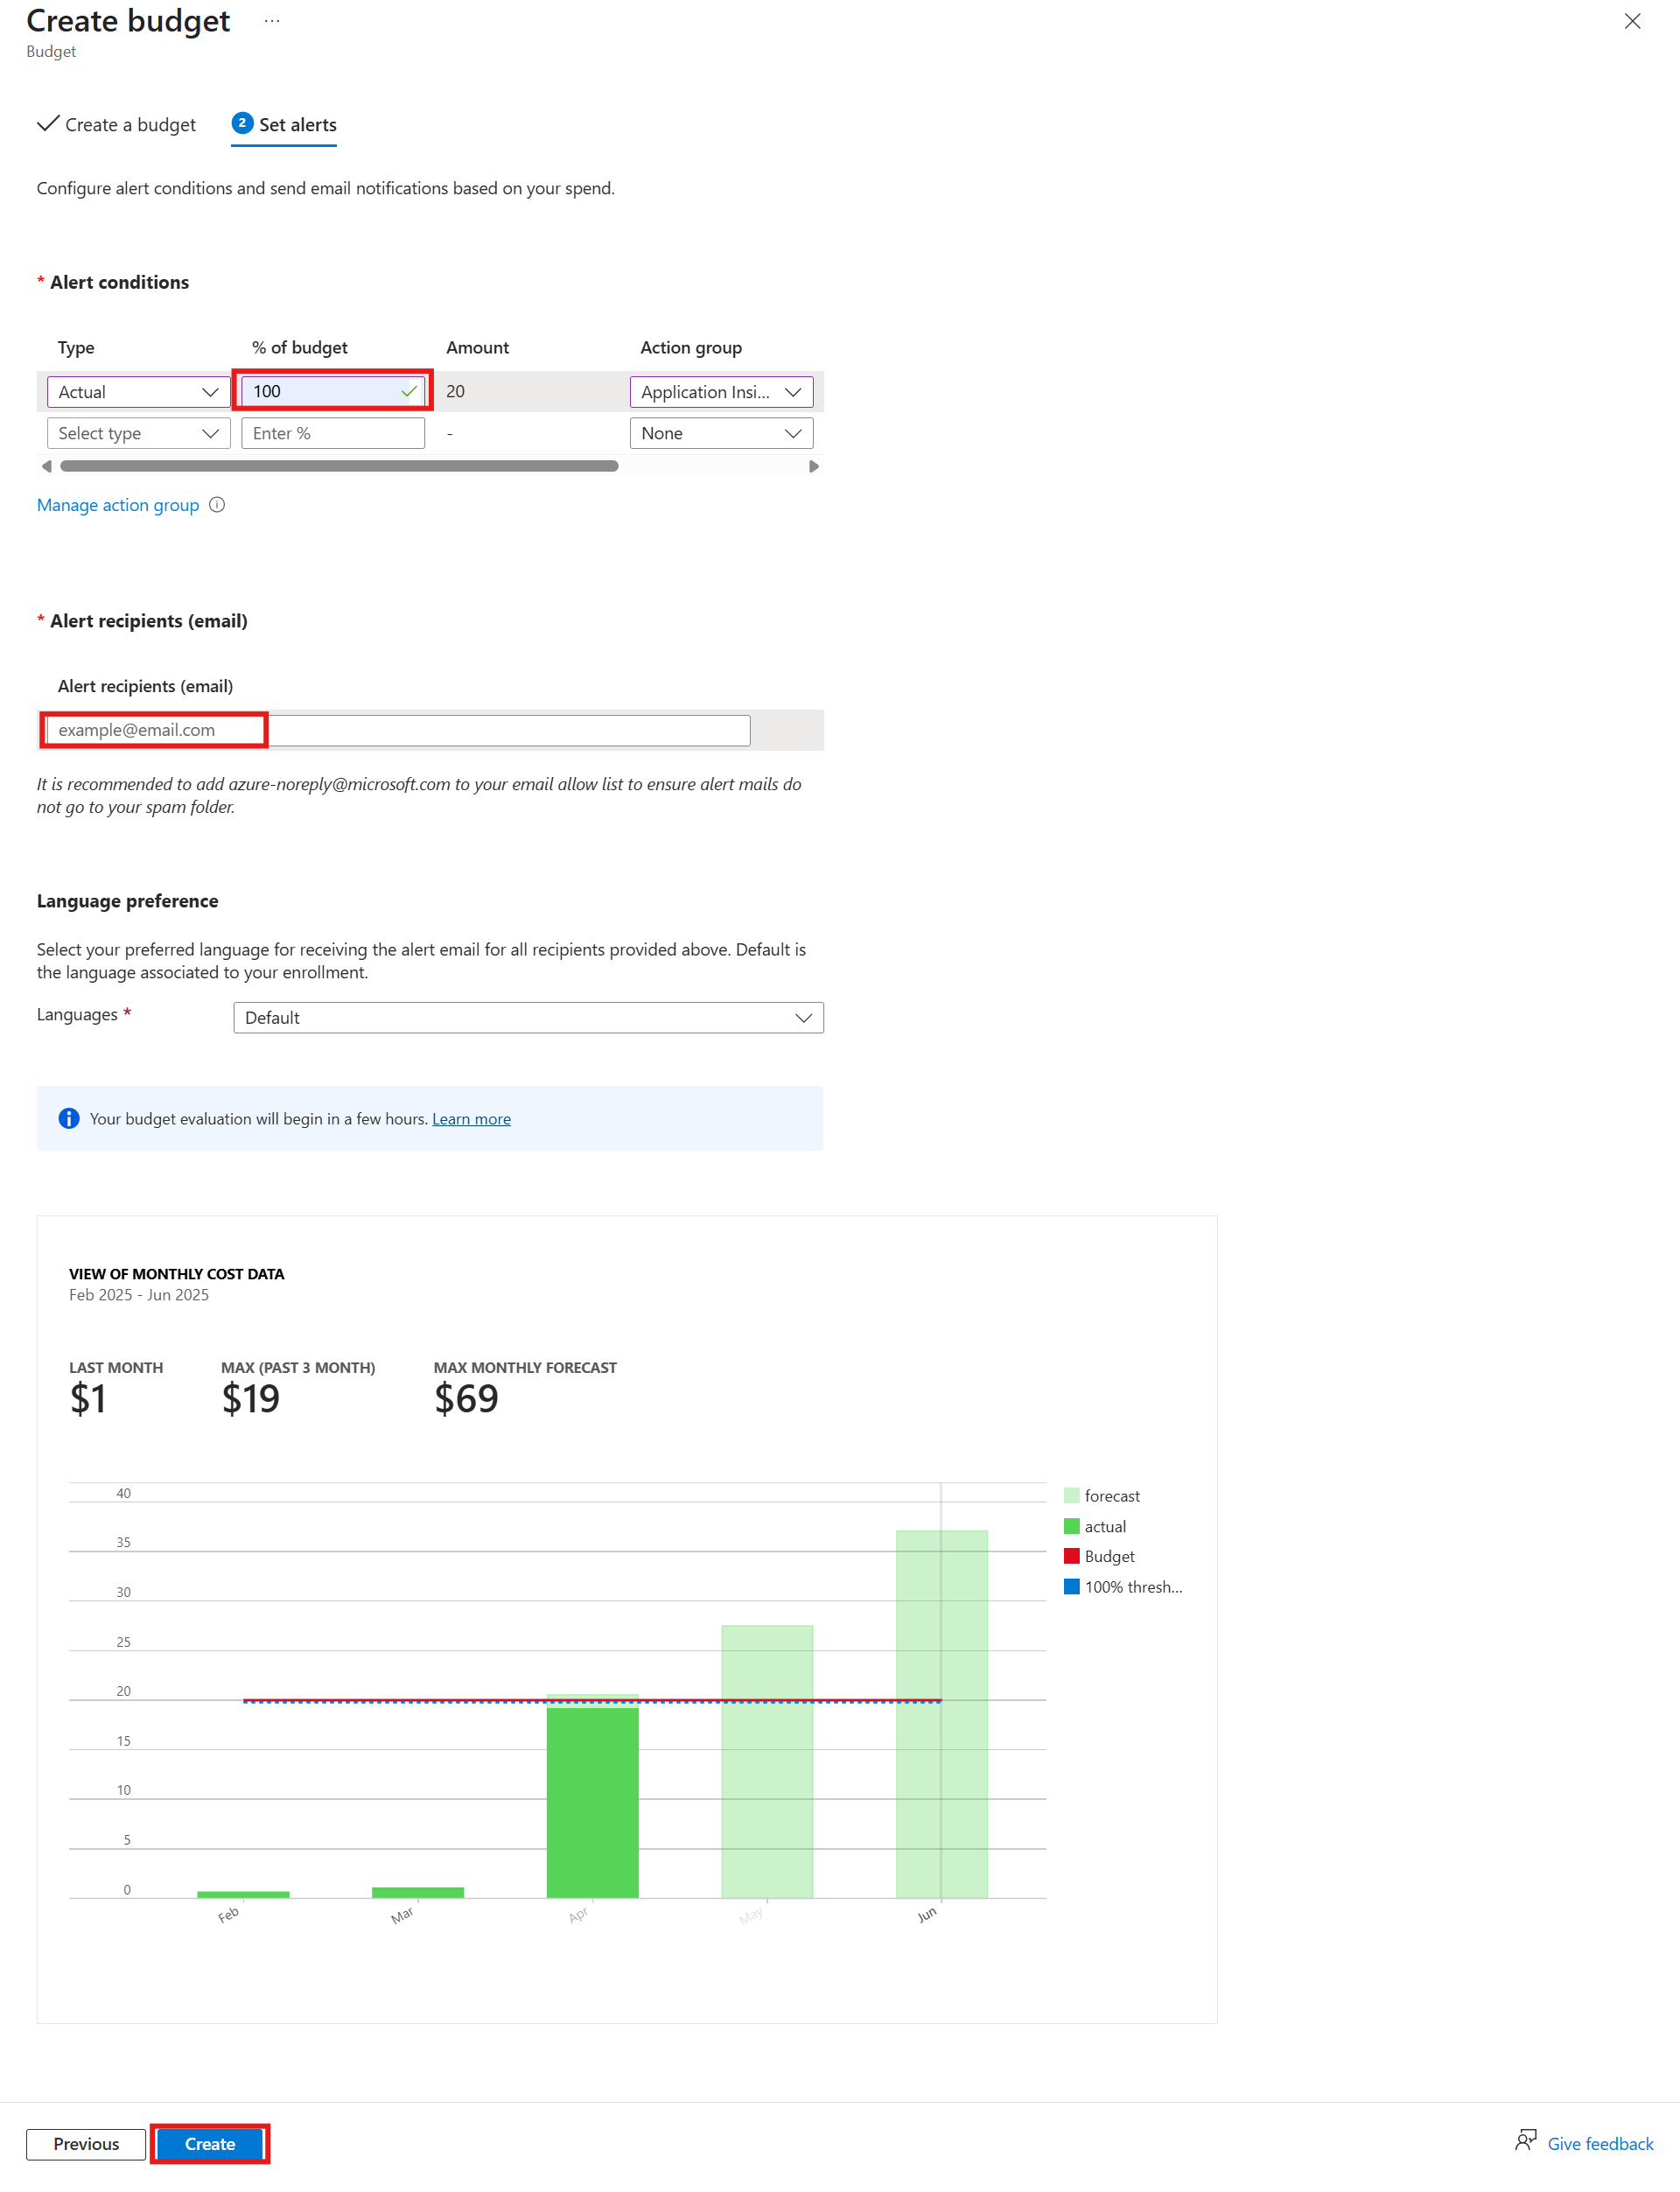 Create budget ...
Budget
Create a budget
2 Set alerts
Configure alert conditions and send email notifications based on your spend.
* Alert conditions
Type % of budget Amount Action group
Actual 100 20 Application Insi...
Select type Enter % - None
Manage action group
* Alert recipients (email)
Alert recipients (email)
example@email.com
It is recommended to add azure-noreply@microsoft.com to your email allow list to ensure alert mails do
not go to your spam folder.
Language preference
Select your preferred language for receiving the alert email for all recipients provided above. Default is
the language associated to your enrollment.
Languages * Default
Your budget evaluation will begin in a few hours. Learn more
VIEW OF MONTHLY COST DATA
Feb 2025 - Jun 2025
LAST MONTH MAX (PAST 3 MONTH) MAX MONTHLY FORECAST
$1 $19 $69
40
35
30
25
20
15
10
5
0
Feb Mar Apr May Jun
forecast
actual
Budget
100% thresh...
Previous Create Give feedback